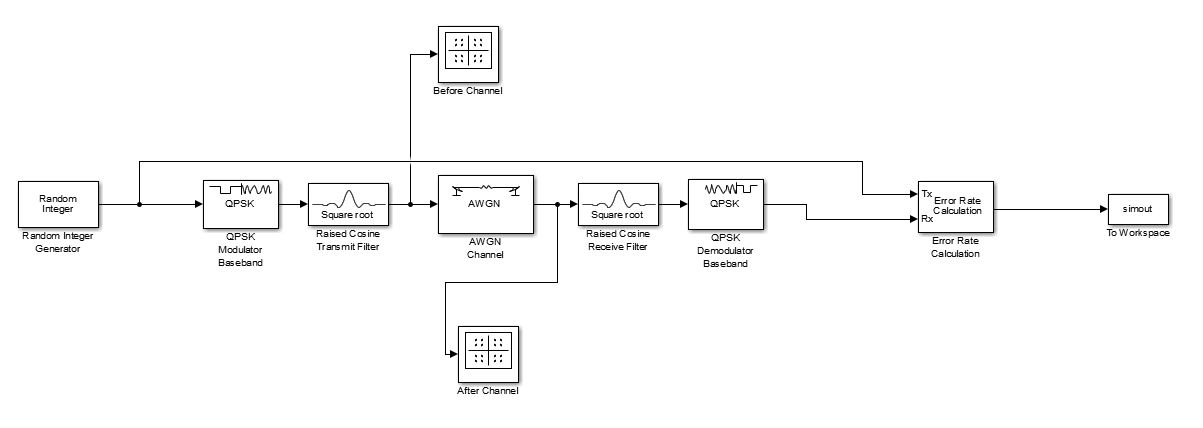 Before Channel
Random
Integer
Random Integer
Generator
QPSK
QPSK
Modulator
Baseband
Square root
Raised Cosine
Transmit Filter
AWGN
AWGN
Channel
Square root
Raised Cosine
Receive Filter
QPSK
QPSK
Demodulator
Baseband
Tx
Rx
Error Rate
Calculation
Error Rate
Calculation
simout
To Workspace
After Channel